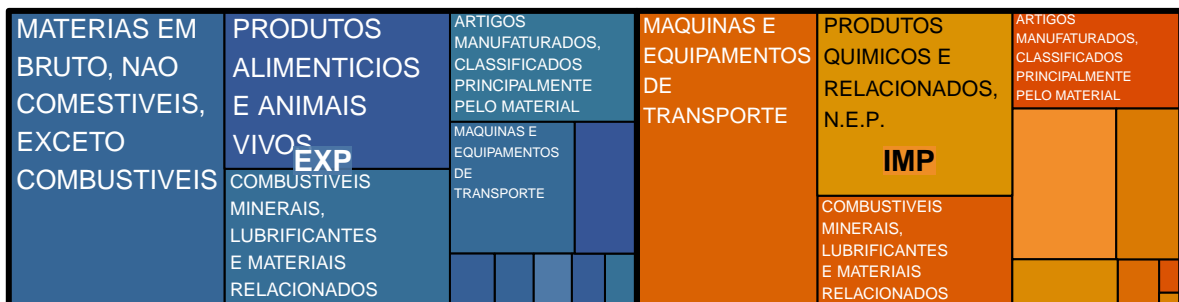 MATERIAS EM
BRUTO, NAO
COMESTIVEIS,
EXCETO
COMBUSTIVEIS
PRODUTOS
ALIMENTICIOS
E ANIMAIS
VIVOS
EXP
COMBUSTIVEIS
MINERAIS,
LUBRIFICANTES
E MATERIAIS
RELACIONADOS
ARTIGOS
MANUFATURADOS,
CLASSIFICADOS
PRINCIPALMENTE
PELO MATERIAL
MAQUINAS E
EQUIPAMENTOS
DE
TRANSPORTE
MAQUINAS E
EQUIPAMENTOS
DE
TRANSPORTE
PRODUTOS
QUIMICOS E
RELACIONADOS,
N.E.P.
IMP
COMBUSTIVEIS
MINERAIS,
LUBRIFICANTES
E MATERIAIS
RELACIONADOS
ARTIGOS
MANUFATURADOS,
CLASSIFICADOS
PRINCIPALMENTE
PELO MATERIAL